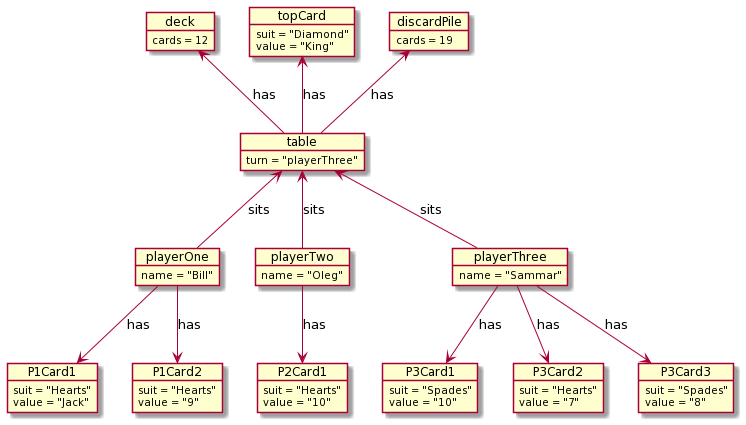 deck
cards = 12
topCard
suit = "Diamond"
value = "King"
discardPile
cards = 19
has
has
has
table
turn = "playerThree"
sits
sits
sits
playerOne
name = "Bill"
playerTwo
name = "Oleg"
playerThree
name = "Sammar"
has
has
has
has
has
has
P1Card1
suit = "Hearts"
value = "Jack"
P1Card2
suit = "Hearts"
value = "9"
P2Card1
suit = "Hearts"
value = "10"
P3Card1
suit = "Spades"
value = "10"
P3Card2
suit = "Hearts"
value = "7"
P3Card3
suit = "Spades"
value = "8"